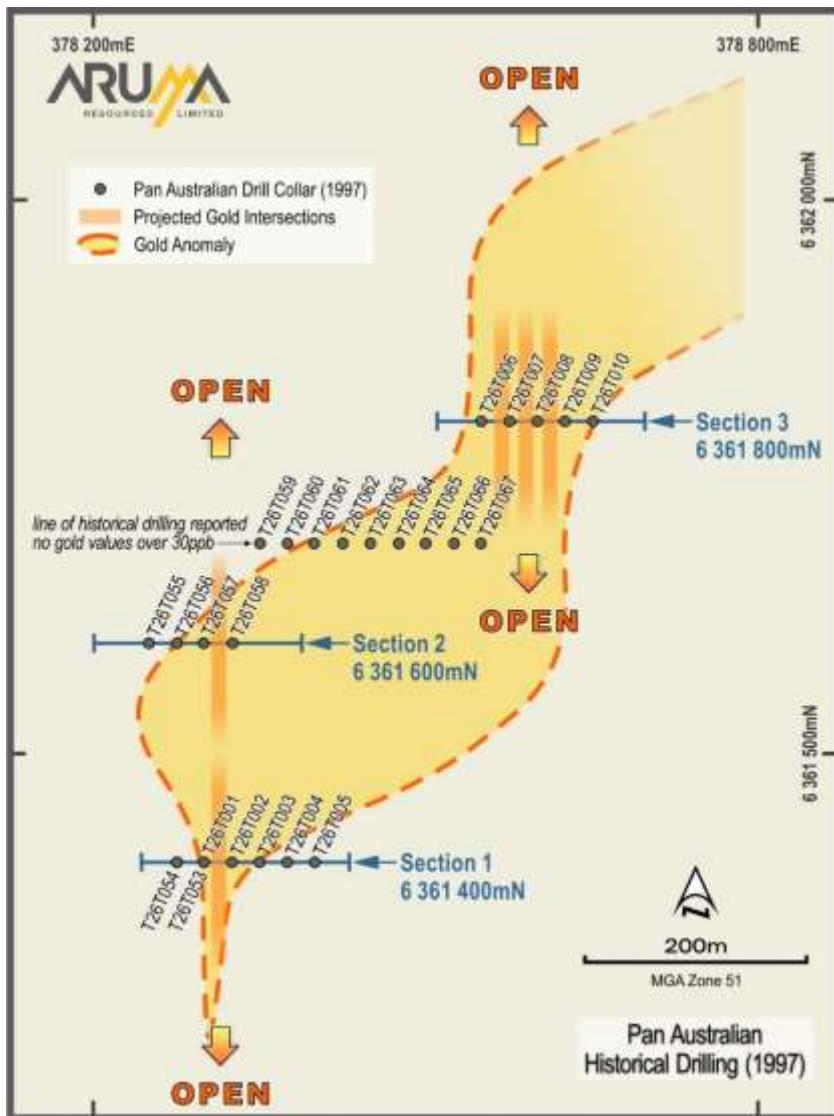 378 200mE
378 800mE
ARUMA
RESOURCES LIMITED
OPEN
Pan Australian Drill Collar (1997)
Projected Gold Intersections
Gold Anomaly
6 362 000mN
OPEN
T26T006
T26T007
T26T008
T26T009
T26T010
Section 3
6 361 800mN
line of historical drilling reported
no gold values over 30ppb
T26T059
T26T060
T26T061
T26T062
T26T063
T26T064
T26T065
T26T066
T26T067
OPEN
T26T055
T26T056
T26T057
T26T058
Section 2
6 361 600mN
6 361 500mN
T26T001
T26T002
T26T003
T26T004
T26T005
T26T054
T26T053
Section 1
6 361 400mN
N
200m
MGA Zone 51
Pan Australian
Historical Drilling (1997)
OPEN